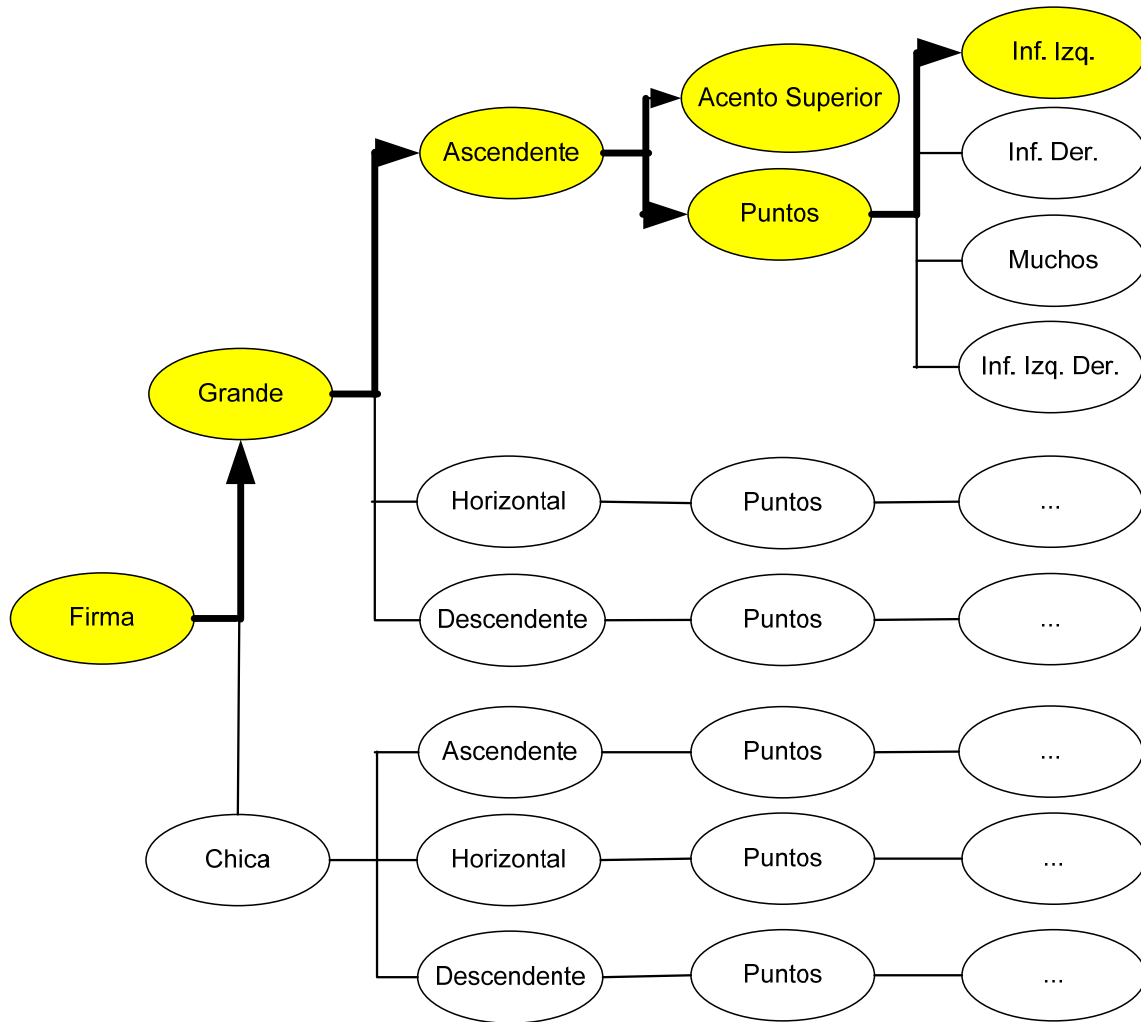 Inf. Izq.
Acento Superior
Ascendente
Inf. Der.
Puntos
Muchos
Inf. Izq. Der.
Grande
Horizontal
Puntos
...
Firma
Descendente
Puntos
...
Ascendente
Puntos
...
Chica
Horizontal
Puntos
...
Descendente
Puntos
...